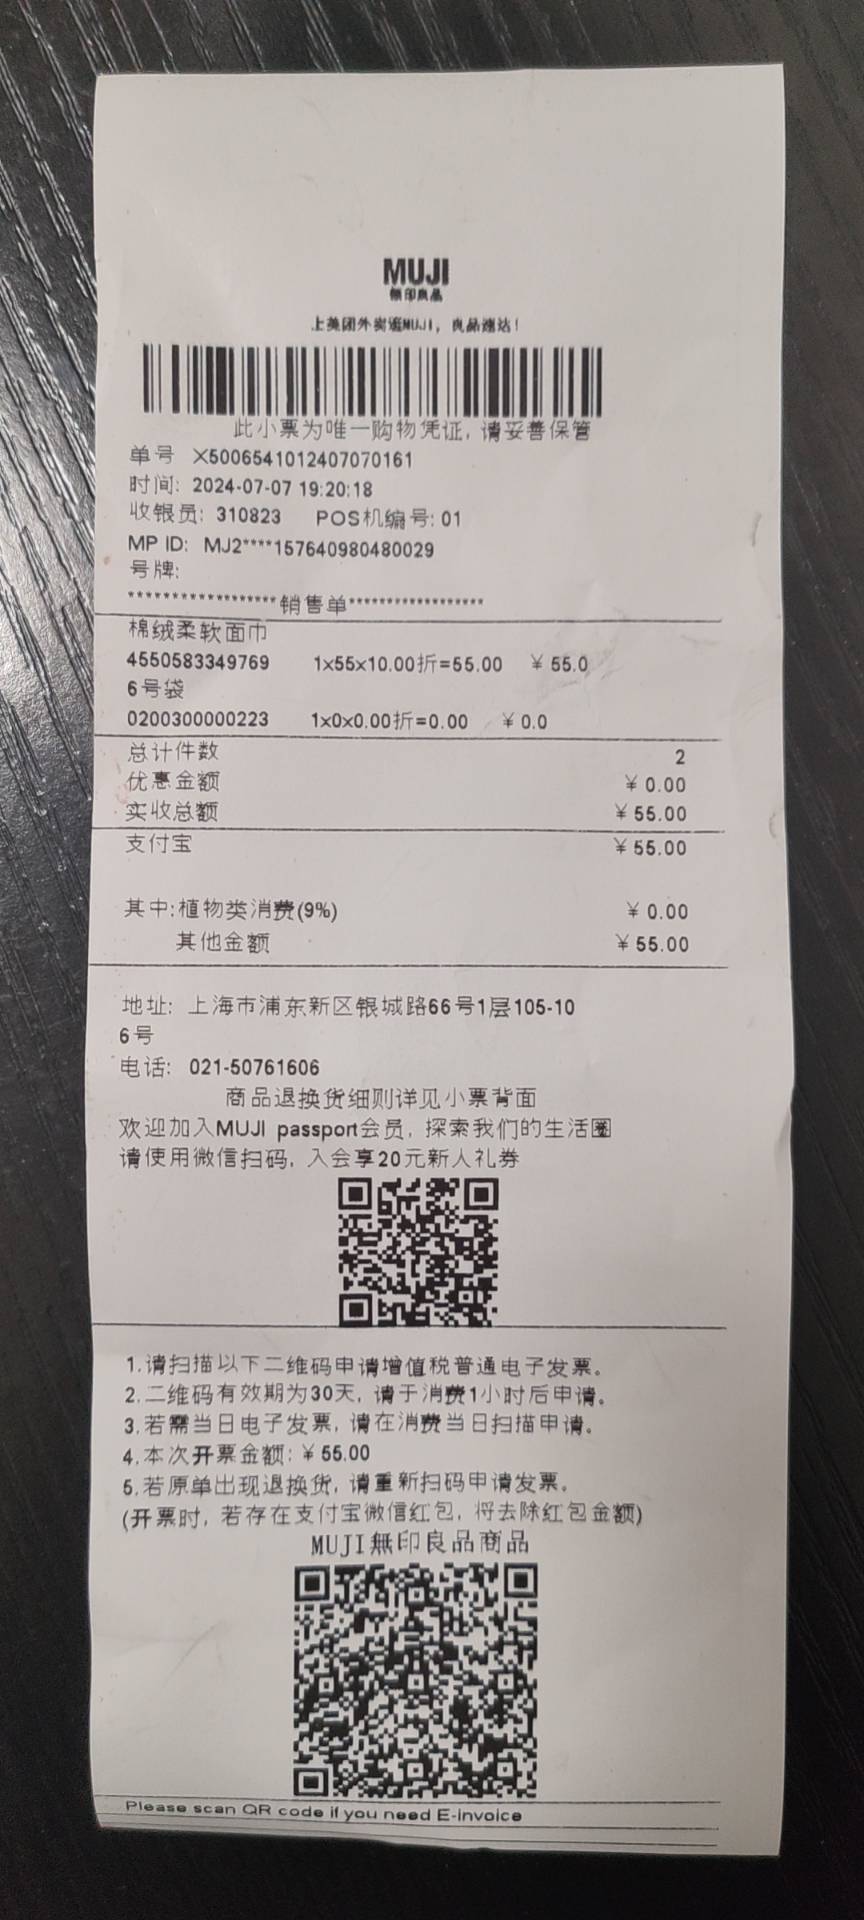 MUJI
無印良品
上美团外卖逛MUJI，良品速达！
此小票为唯一购物凭证, 请妥善保管
单号 X5006541012407070161
时间: 2024-07-07 19:20:18
收银员: 310823 POS机编号: 01
MP ID: MJ2****157640980480029
号牌:
******************销售单******************
棉绒柔软面巾
4550583349769 1x55x10.00折=55.00 ￥55.0
6号袋
0200300000223 1x0x0.00折=0.00 ￥0.0
总计件数 2
优惠金额 ￥0.00
实收总额 ￥55.00
支付宝 ￥55.00
其中:植物类消费(9%) ￥0.00
其他金额 ￥55.00
地址: 上海市浦东新区银城路66号1层105-10
6号
电话: 021-50761606
商品退换货细则详见小票背面
欢迎加入MUJI passport会员, 探索我们的生活圈
请使用微信扫码, 入会享20元新人礼券
1.请扫描以下二维码申请增值税普通电子发票。
2.二维码有效期为30天, 请于消费1小时后申请。
3.若需当日电子发票, 请在消费当日扫描申请。
4.本次开票金额: ￥55.00
5.若原单出现退换货, 请重新扫码申请发票。
(开票时, 若存在支付宝微信红包, 将去除红包金额)
MUJI無印良品商品
Please scan QR code if you need E-invoice